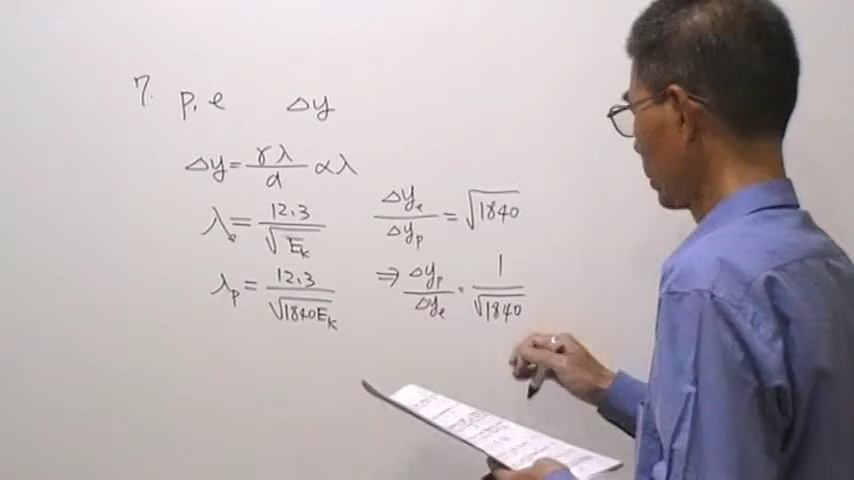 7. p, e Δy
Δy = rλ/d ∝ λ
λe = 12.3/√Ek
λp = 12.3/√1840Ek
Δye/Δyp = √1840
⇒ Δyp/Δye = 1/√1840